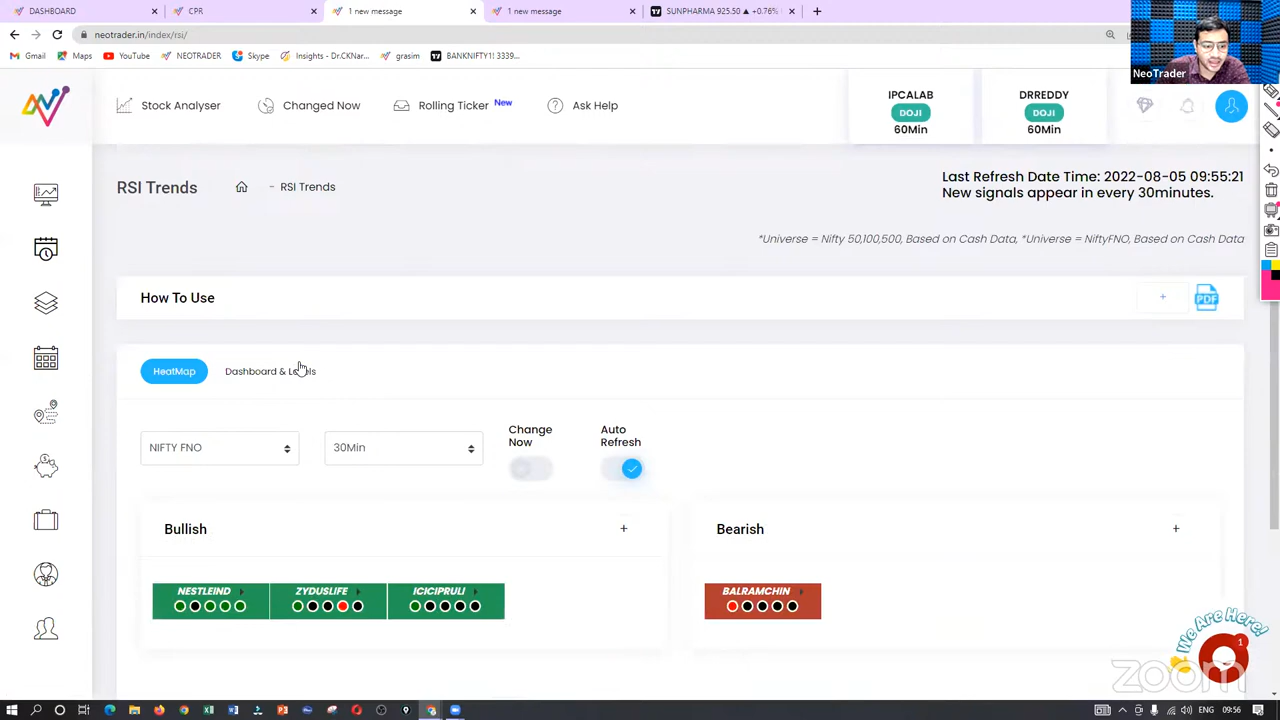 DASHBOARD
CPR
1 new message
1 new message
SUNPHARMA 925.50 ▲ +0.76%
neotrader.in/index/rsi/
Gmail
Maps
YouTube
NEOTRADER
Skype
Insights - Dr.CKNar...
grasim
BANKNIFTY1! 3339...
NeoTrader
Stock Analyser
Changed Now
Rolling Ticker New
Ask Help
IPCALAB
DOJI
60Min
DRREDDY
DOJI
60Min
RSI Trends
- RSI Trends
Last Refresh Date Time: 2022-08-05 09:55:21
New signals appear in every 30minutes.
*Universe = Nifty 50,100,500, Based on Cash Data, *Universe = NiftyFNO, Based on Cash Data
How To Use
+
PDF
HeatMap
Dashboard & Levels
NIFTY FNO
30Min
Change Now
Auto Refresh
Bullish
+
Bearish
+
NESTLEIND
ZYDUSLIFE
ICICIPRULI
BALRAMCHIN
We Are Here!
1
zoom
ENG
09:56